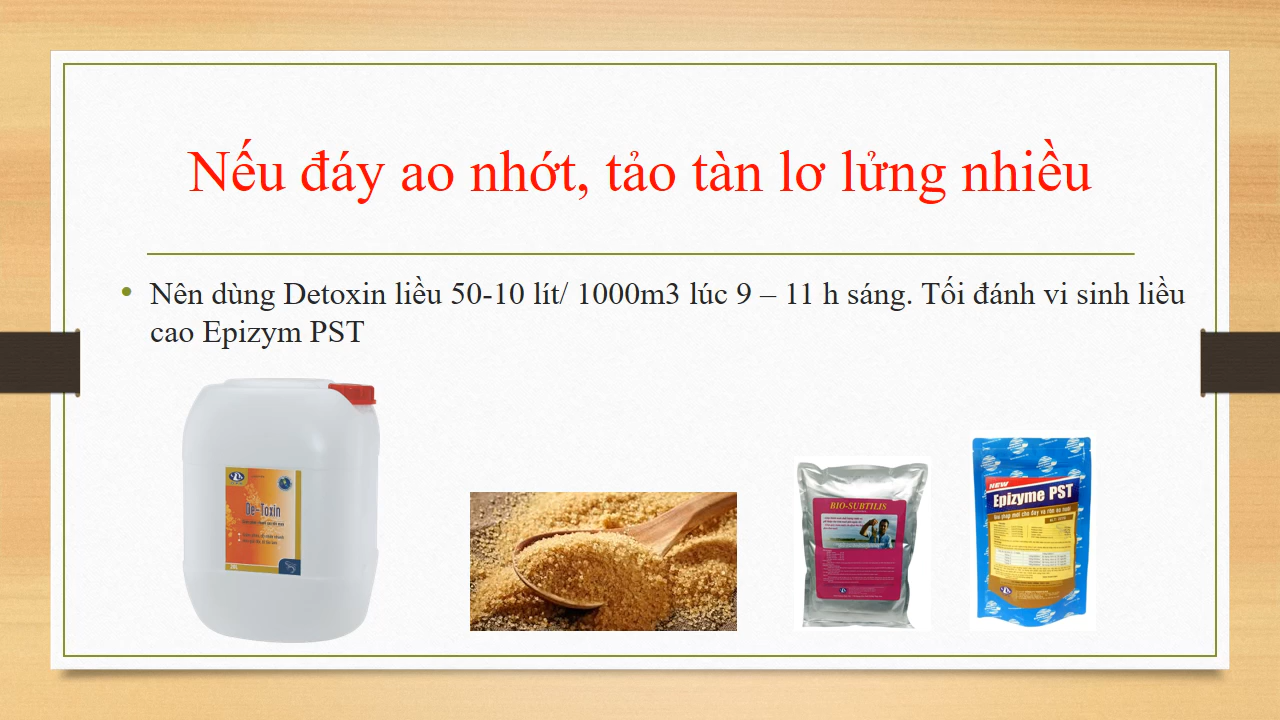 Nếu đáy ao nhớt, tảo tàn lơ lửng nhiều
Nên dùng Detoxin liều 50-10 lít/ 1000m3 lúc 9 – 11 h sáng. Tối đánh vi sinh liều
cao Epizym PST
De-Toxin
BIO-SUBTILIS
NEW
Epizyme PST